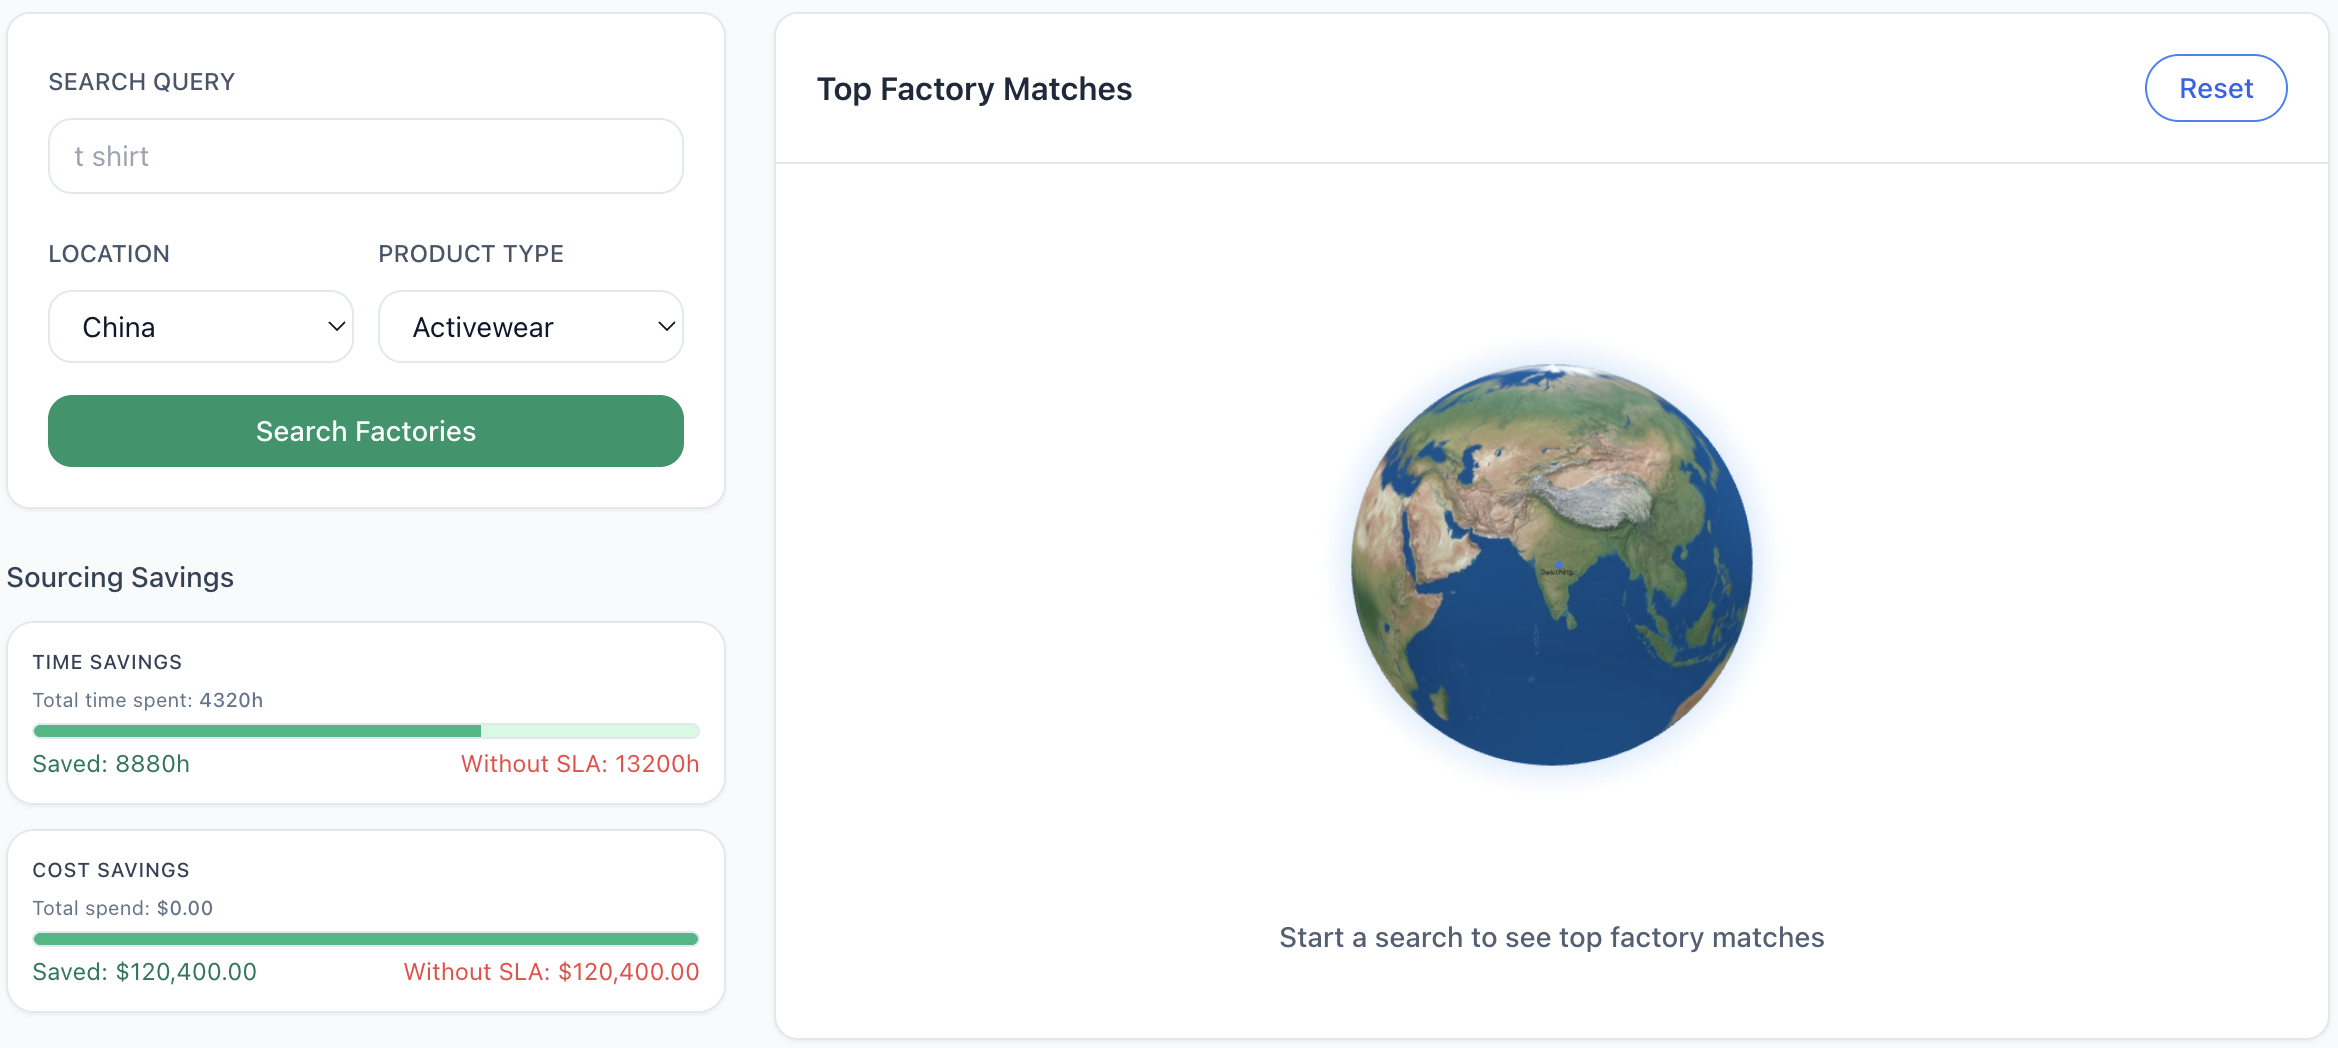 SEARCH QUERY
t shirt
LOCATION
PRODUCT TYPE
China
Activewear
Search Factories
Sourcing Savings
TIME SAVINGS
Total time spent: 4320h
Saved: 8880h
Without SLA: 13200h
COST SAVINGS
Total spend: $0.00
Saved: $120,400.00
Without SLA: $120,400.00
Top Factory Matches
Reset
Searching...
Start a search to see top factory matches